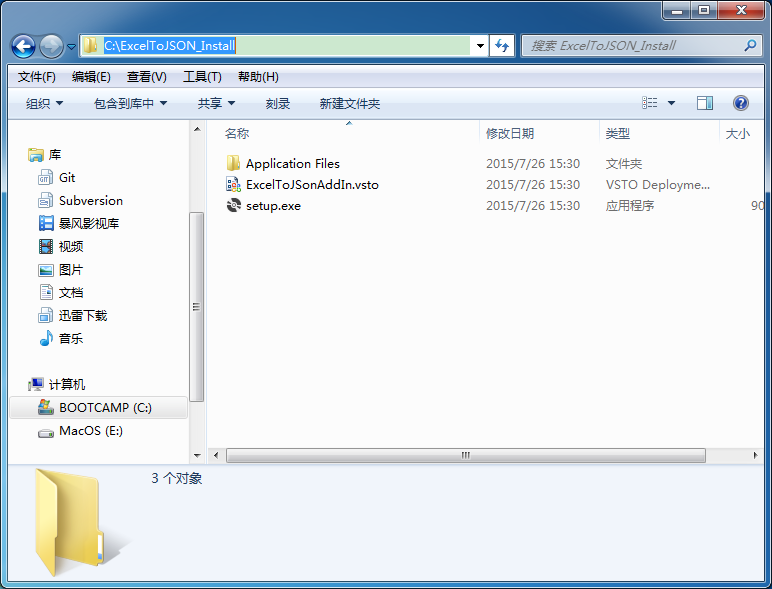 C:\ExcelToJSON_Install
搜索 ExcelToJSON_Install
文件(F) 编辑(E) 查看(V) 工具(T) 帮助(H)
组织 包含到库中 共享 刻录 新建文件夹
名称 修改日期 类型 大小
库
Git
Subversion
暴风影视库
视频
图片
文档
迅雷下载
音乐
计算机
BOOTCAMP (C:)
MacOS (E:)
Application Files 2015/7/26 15:30 文件夹
ExcelToJSonAddIn.vsto 2015/7/26 15:30 VSTO Deployme...
setup.exe 2015/7/26 15:30 应用程序 90
3 个对象